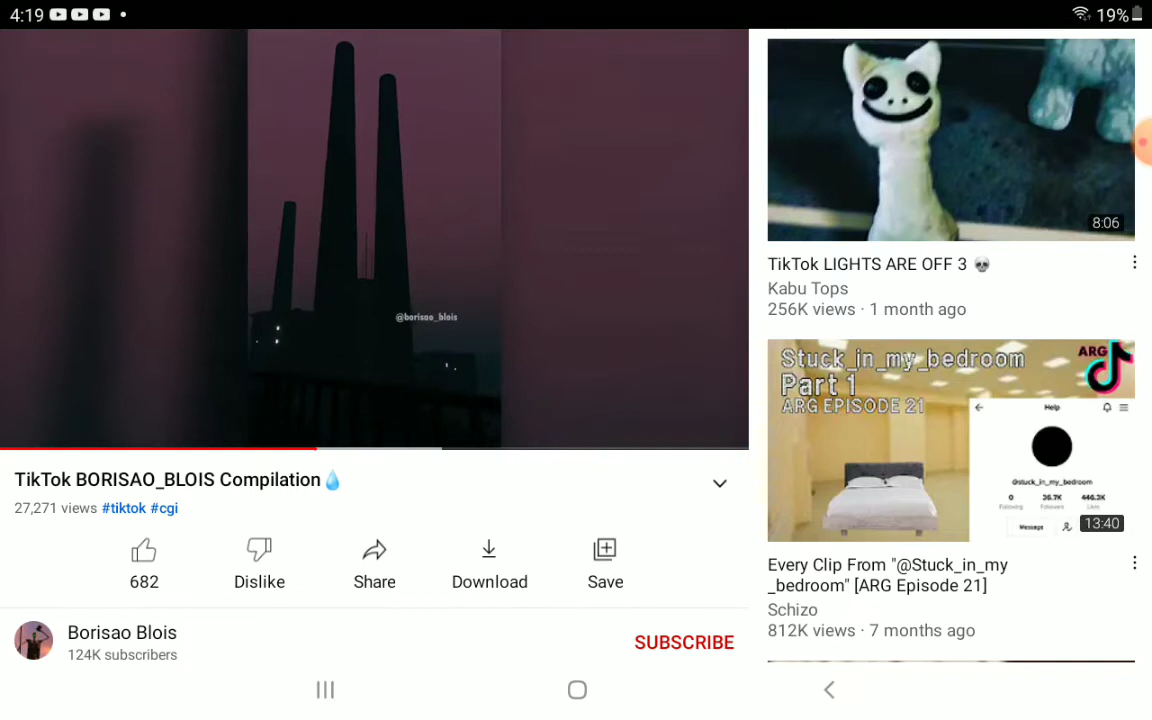 4:19
19%
@borisao_blois
TikTok BORISAO_BLOIS Compilation💧
27,271 views #tiktok #cgi
682
Dislike
Share
Download
Save
Borisao Blois
124K subscribers
SUBSCRIBE
8:06
TikTok LIGHTS ARE OFF 3 💀
Kabu Tops
256K views · 1 month ago
Stuck_in_my_bedroom
Part 1
ARG EPISODE 21
ARG
Help
@stuck_in_my_bedroom
0 36.7K 446.3K
Following Followers Likes
Message
13:40
Every Clip From "@Stuck_in_my
_bedroom" [ARG Episode 21]
Schizo
812K views · 7 months ago